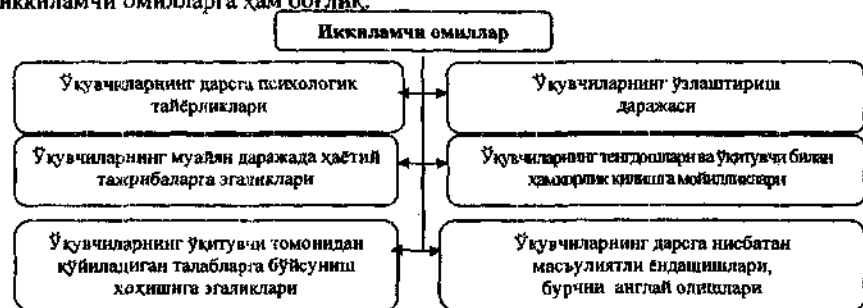 иккиламчи омилларга ҳам боғлиқ.
Иккиламчи омиллар
Ўқувчиларнинг дарсга психологик
тайёрликлари
Ўқувчиларнинг ўзлаштириш
даражаси
Ўқувчиларнинг муайян даражада ҳаётий
тажрибаларга эгаликлари
Ўқувчиларнинг тенгдошлари ва ўқитувчи билан
ҳамкорлик қилишга мойилликлари
Ўқувчиларнинг ўқитувчи томонидан
қўйиладиган талабларга бўйсуниш
хоҳишига эгаликлари
Ўқувчиларнинг дарсга нисбатан
масъулиятли ёндашишлари,
бурчни англай олишлари